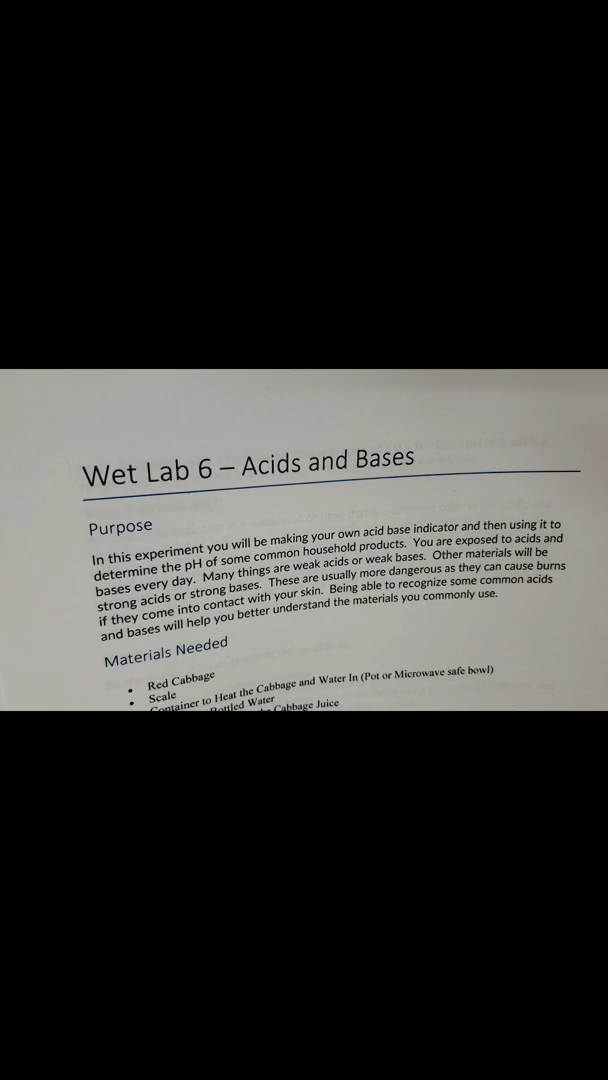 Wet Lab 6 – Acids and Bases
Purpose
In this experiment you will be making your own acid base indicator and then using it to
determine the pH of some common household products. You are exposed to acids and
bases every day. Many things are weak acids or weak bases. Other materials will be
strong acids or strong bases. These are usually more dangerous as they can cause burns
if they come into contact with your skin. Being able to recognize some common acids
and bases will help you better understand the materials you commonly use.
Materials Needed
• Red Cabbage
• Scale
• Container to Heat the Cabbage and Water In (Pot or Microwave safe bowl)
Bottled Water
Cabbage Juice